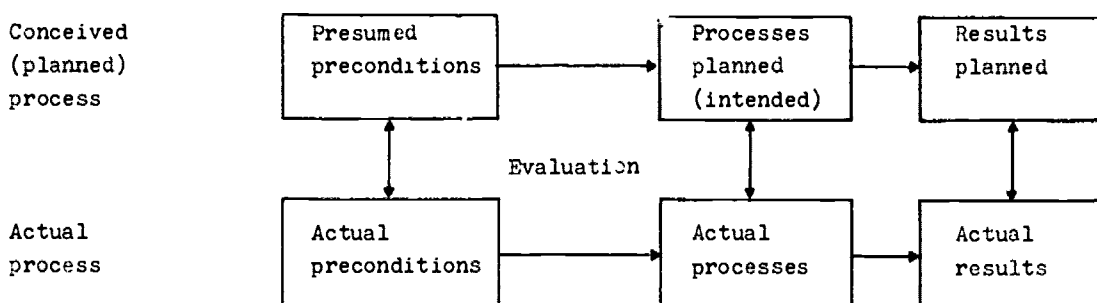 Conceived
(planned)
process
Presumed
preconditions
Processes
planned
(intended)
Results
planned
Evaluation
Actual
process
Actual
preconditions
Actual
processes
Actual
results